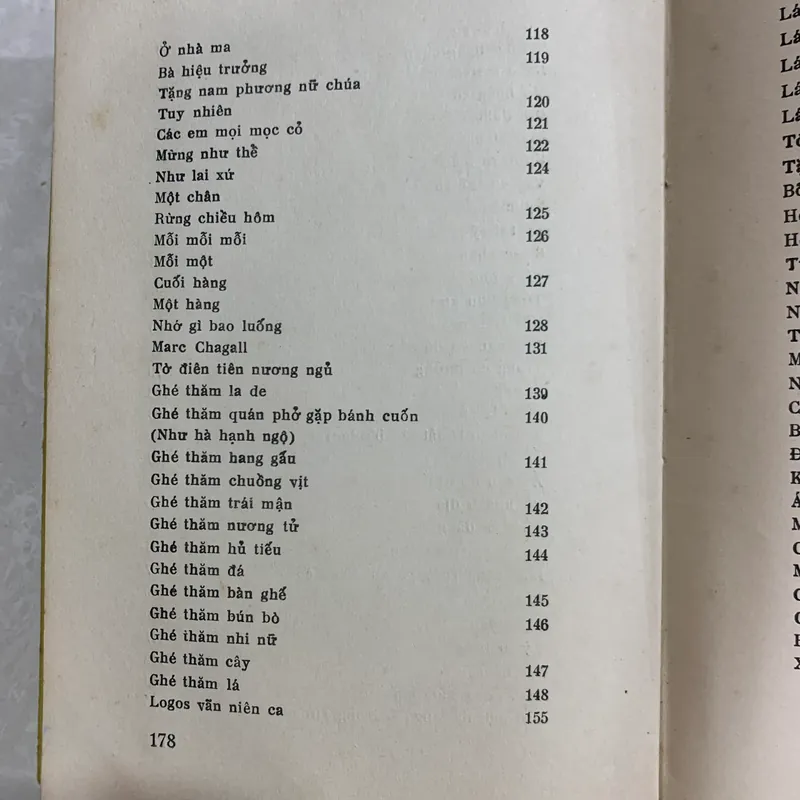 Ở nhà ma 118
Bà hiệu trưởng 119
Tặng nam phương nữ chúa
Tuy nhiên 120
Các em mọi mọc cỏ 121
Mừng như thế 122
Như lai xứ 124
Một chân
Rừng chiều hôm 125
Mỗi mỗi mỗi 126
Mỗi một
Cuối hàng 127
Một hàng
Nhớ gì bao luống 128
Marc Chagall 131
Tờ điên tiên nương ngủ
Ghé thăm la de 139
Ghé thăm quán phở gặp bánh cuốn 140
(Như hà hạnh ngộ)
Ghé thăm hang gấu 141
Ghé thăm chuồng vịt
Ghé thăm trái mận 142
Ghé thăm nương tử 143
Ghé thăm hủ tiếu 144
Ghé thăm đá
Ghé thăm bàn ghế 145
Ghé thăm bún bò 146
Ghé thăm nhi nữ
Ghé thăm cây 147
Ghé thăm lá 148
Logos vãn niên ca 155
178